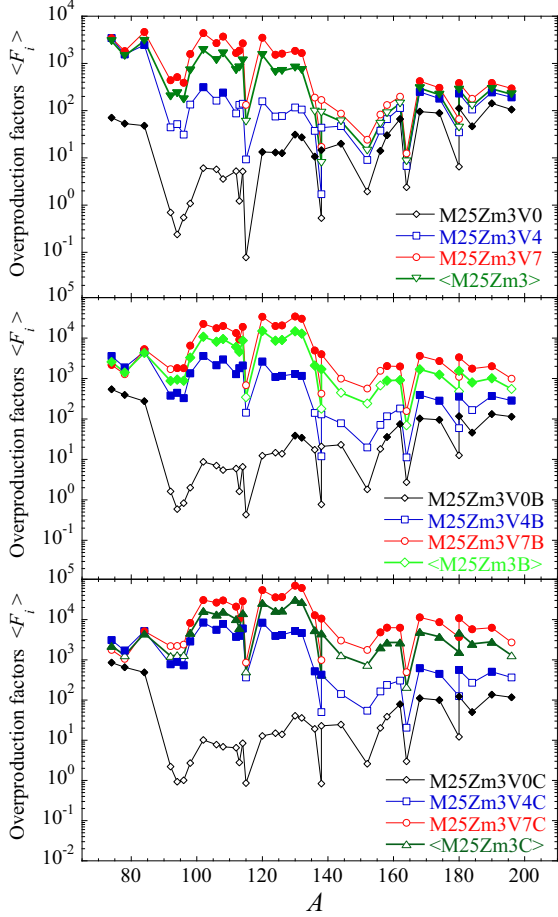 Overproduction factors <F_i>
10^4
10^3
10^2
10^1
10^0
10^-1
10^5
M25Zm3V0
M25Zm3V4
M25Zm3V7
<M25Zm3>
Overproduction factors <F_i>
10^4
10^3
10^2
10^1
10^0
10^-1
10^5
M25Zm3V0B
M25Zm3V4B
M25Zm3V7B
<M25Zm3B>
Overproduction factors <F_i>
10^4
10^3
10^2
10^1
10^0
10^-1
10^-2
M25Zm3V0C
M25Zm3V4C
M25Zm3V7C
<M25Zm3C>
80 100 120 140 160 180 200
A